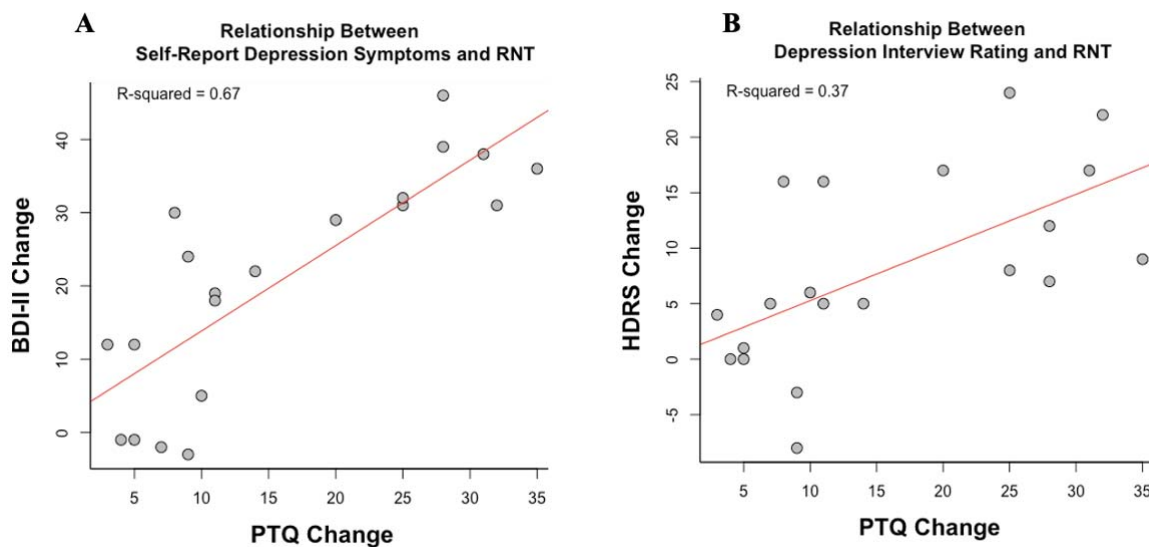 A
Relationship Between
Self-Report Depression Symptoms and RNT
R-squared = 0.67
BDI-II Change
40
30
20
10
0
5 10 15 20 25 30 35
PTQ Change
B
Relationship Between
Depression Interview Rating and RNT
R-squared = 0.37
HDRS Change
25
20
15
10
5
0
-5
5 10 15 20 25 30 35
PTQ Change